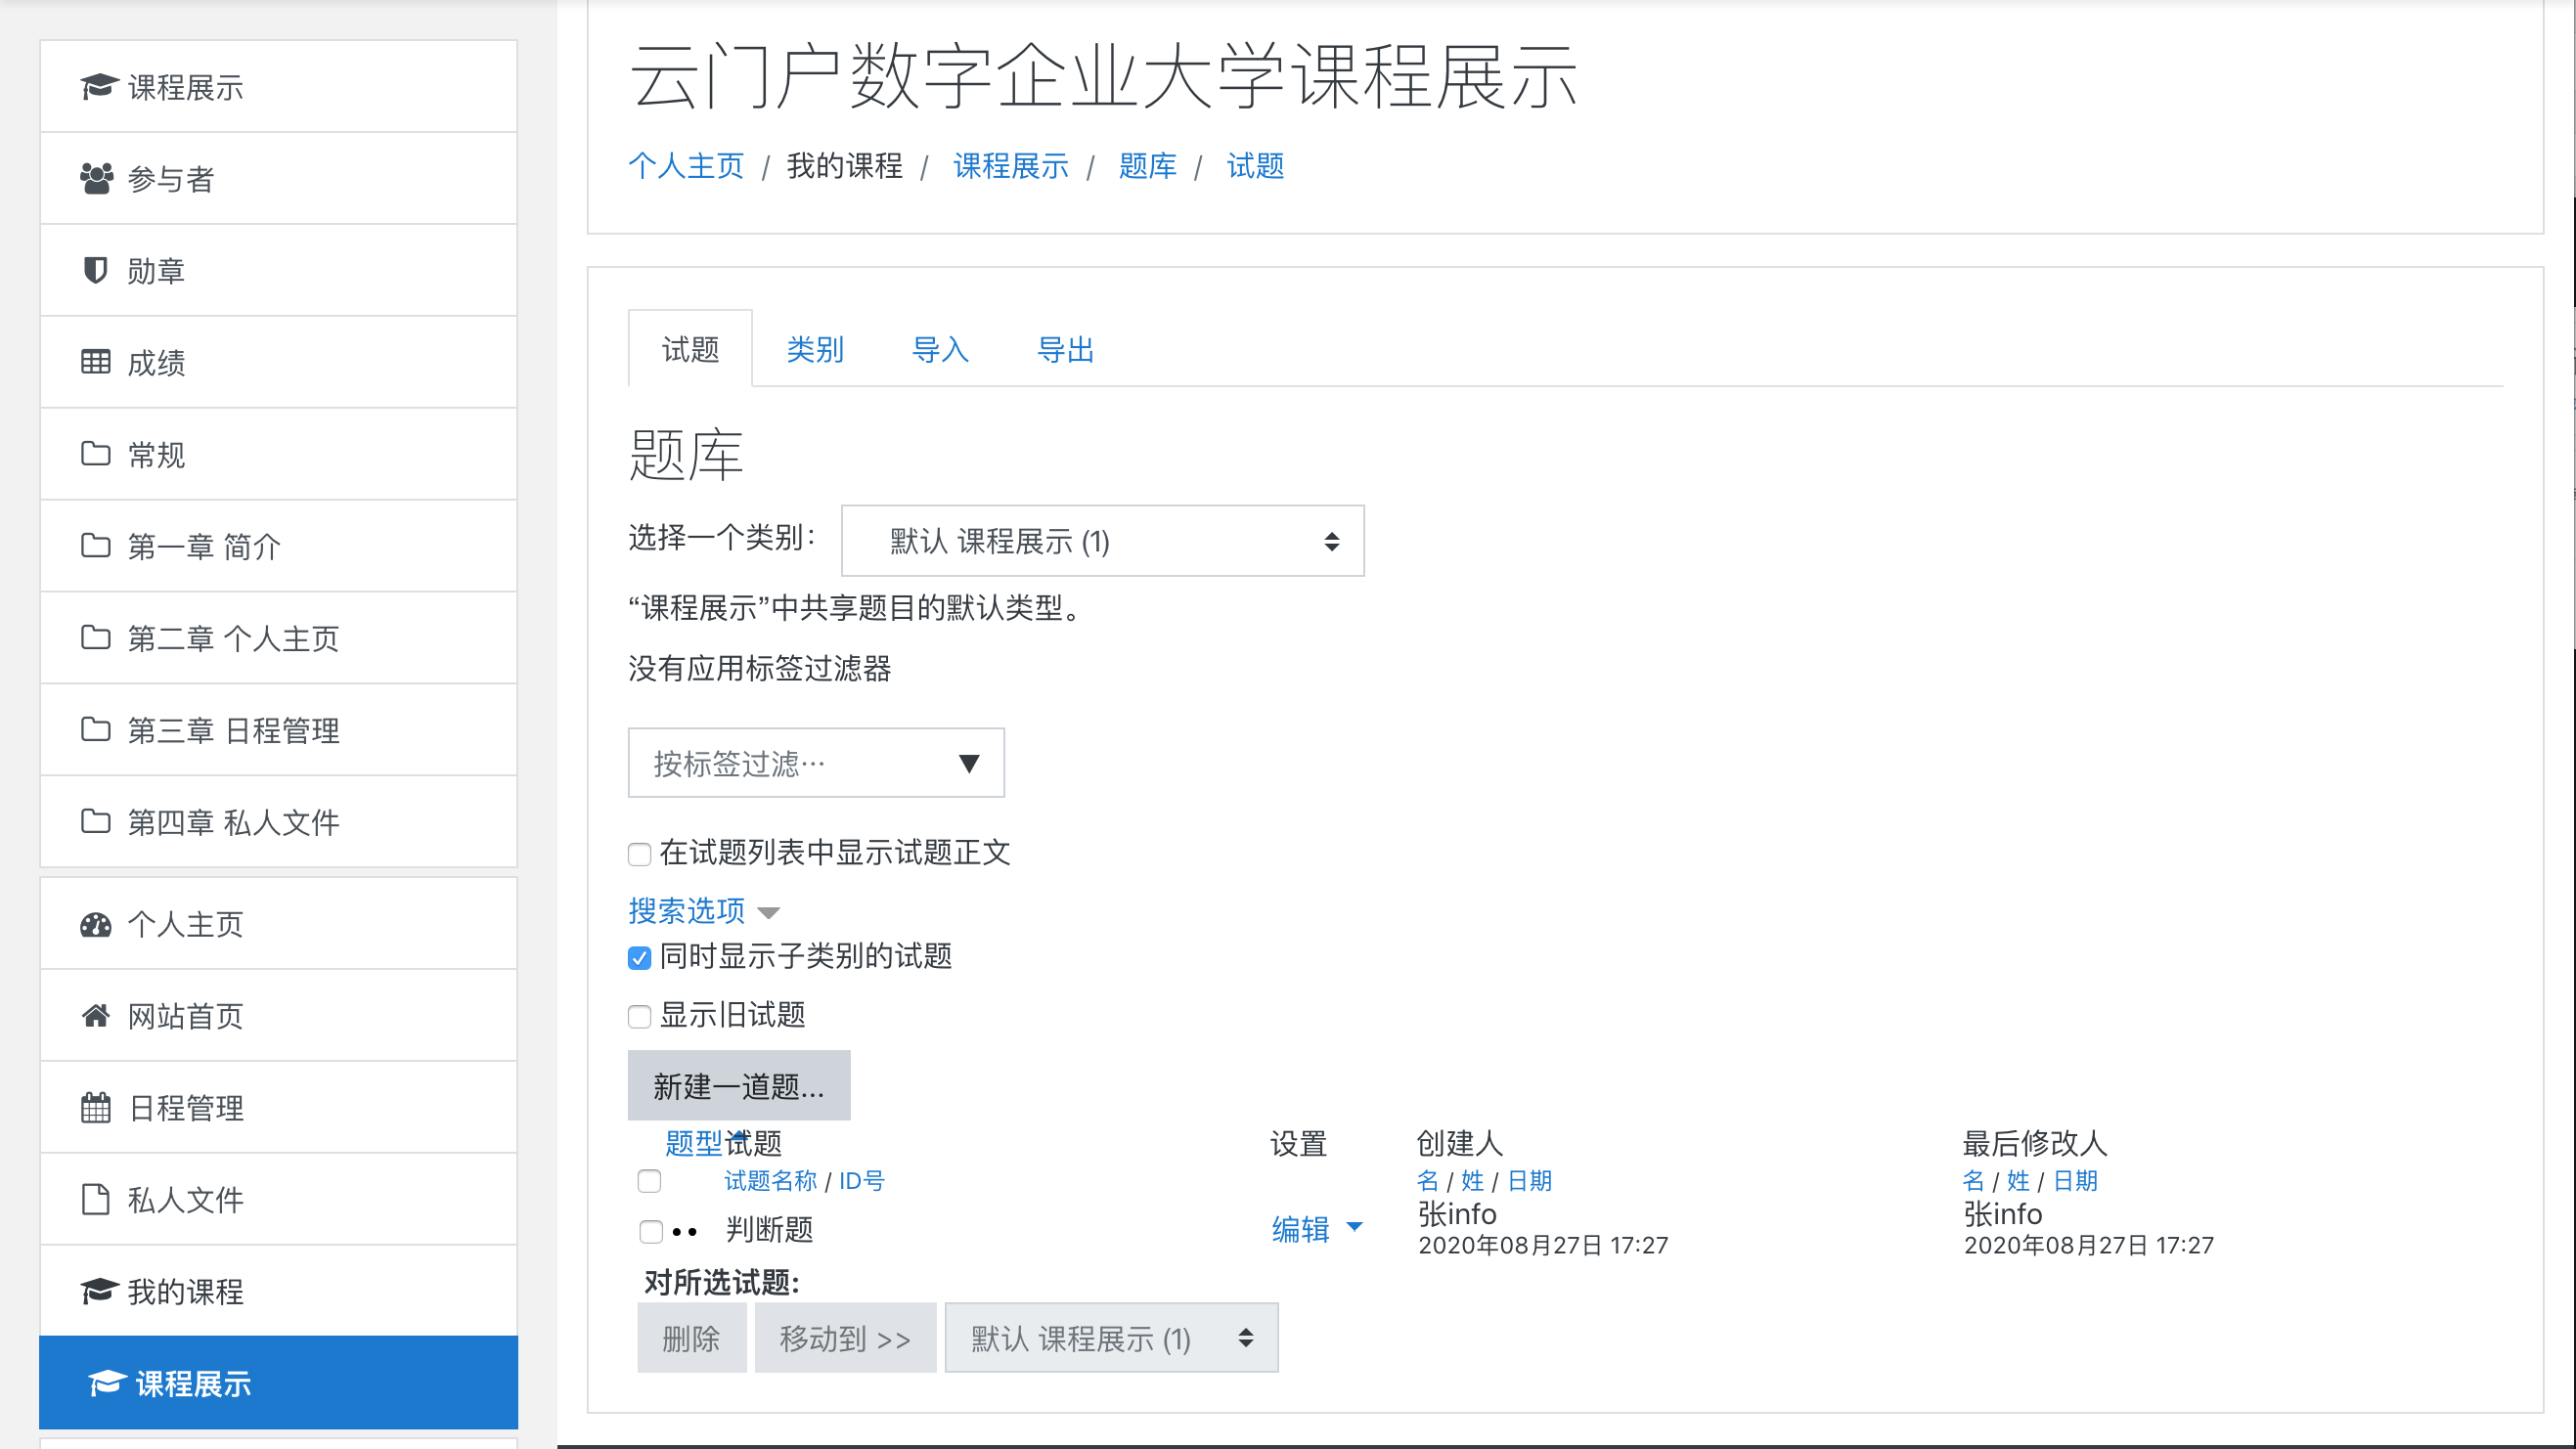 课程展示
参与者
勋章
成绩
常规
第一章 简介
第二章 个人主页
第三章 日程管理
第四章 私人文件
个人主页
网站首页
日程管理
私人文件
我的课程
课程展示
云门户数字企业大学课程展示
个人主页 / 我的课程 / 课程展示 / 题库 / 试题
试题 类别 导入 导出
题库
选择一个类别： 默认 课程展示 (1)
“课程展示”中共享题目的默认类型。
没有应用标签过滤器
按标签过滤… ▼
在试题列表中显示试题正文
搜索选项
同时显示子类别的试题
显示旧试题
新建一道题...
题型 试题 设置 创建人 最后修改人
试题名称 / ID号 名 / 姓 / 日期 名 / 姓 / 日期
判断题 编辑 张info 张info
2020年08月27日 17:27 2020年08月27日 17:27
对所选试题:
删除 移动到 >> 默认 课程展示 (1)